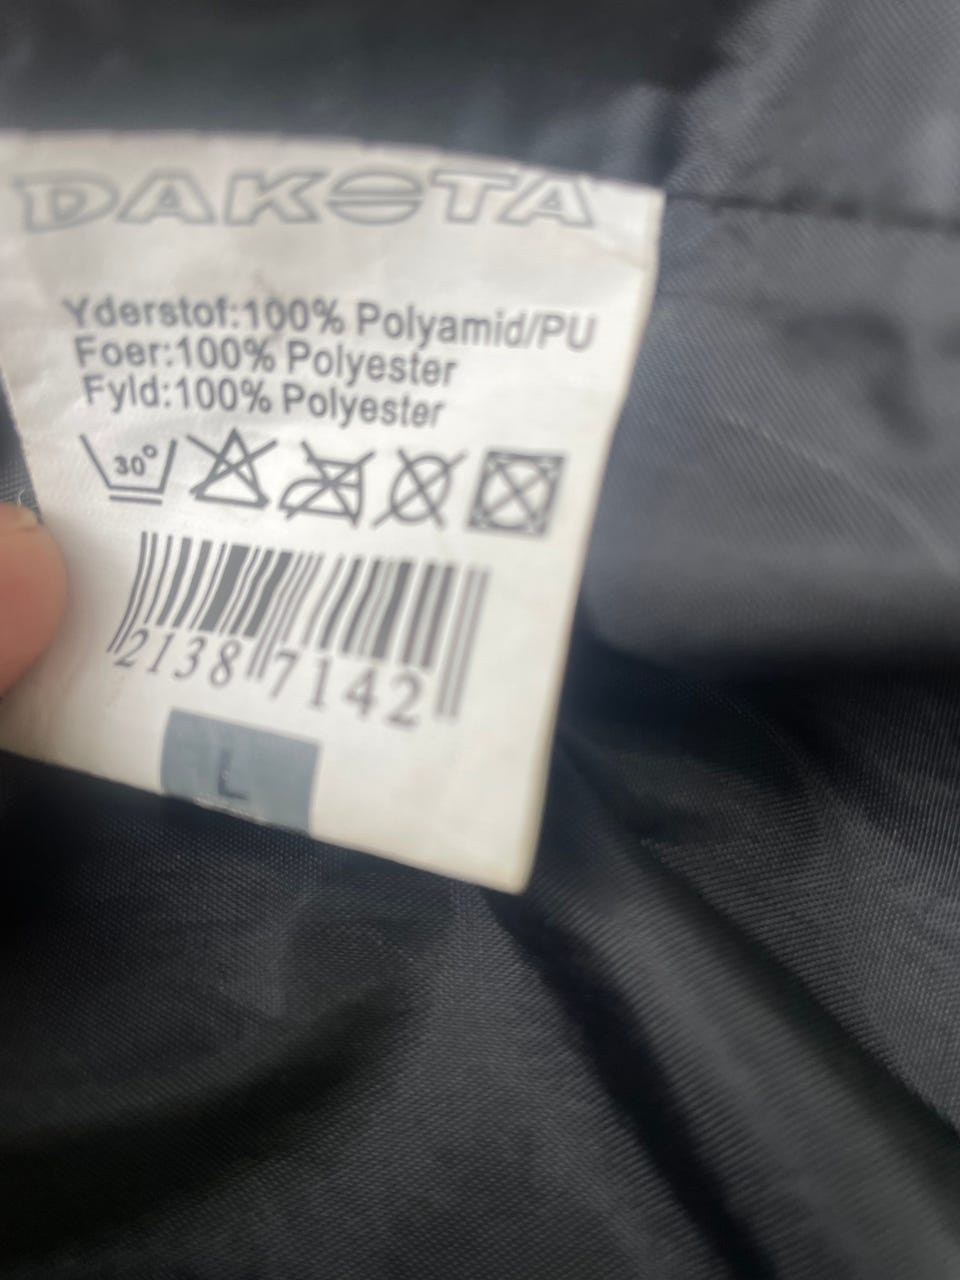 DAKOTA
Yderstof:100% Polyamid/PU
Foer:100% Polyester
Fyld:100% Polyester
30°
2138 7142
L